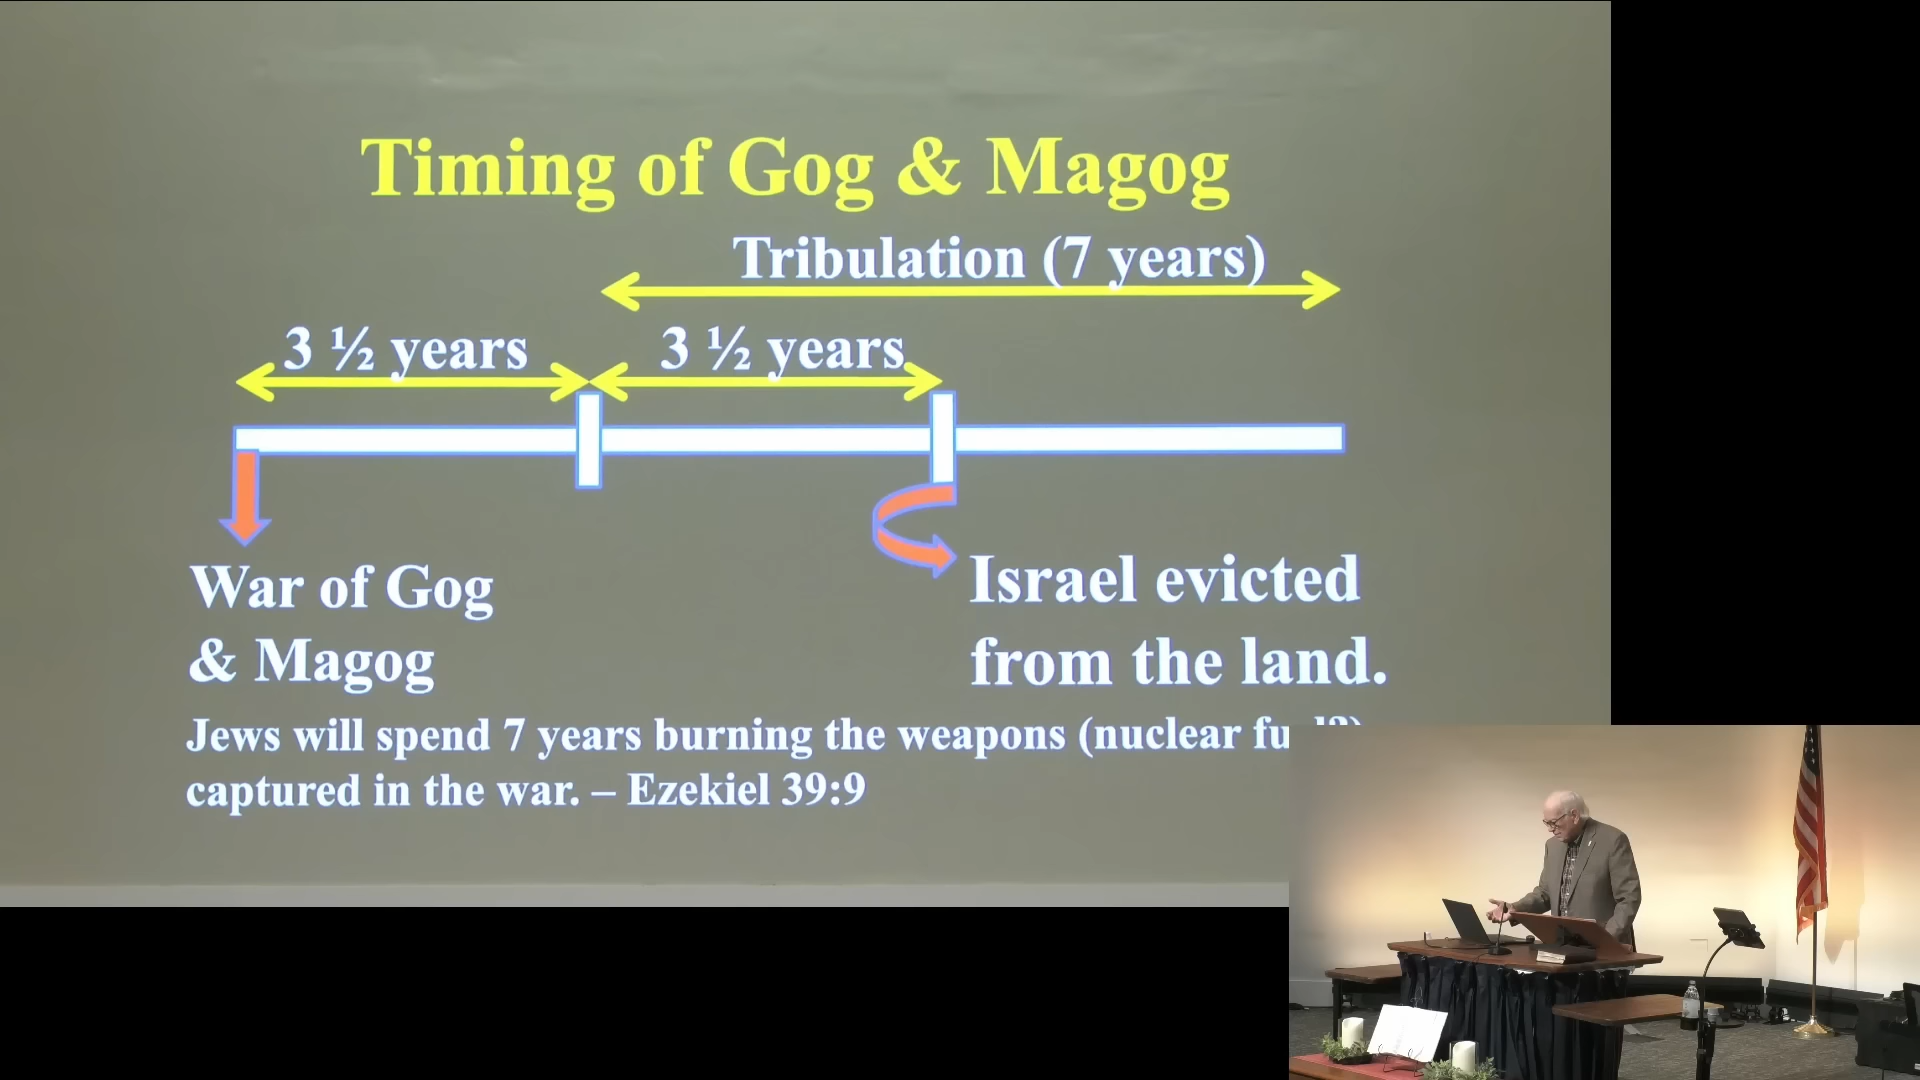 Timing of Gog & Magog
Tribulation (7 years)
3 ½ years 3 ½ years
War of Gog
& Magog
Israel evicted
from the land.
Jews will spend 7 years burning the weapons (nuclear
captured in the war. – Ezekiel 39:9